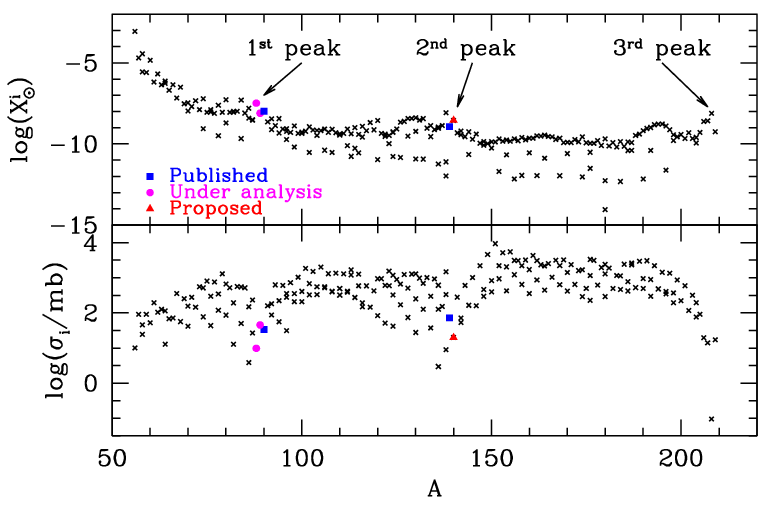 1st peak 2nd peak 3rd peak
log(X⊙i)
−5
−10
−15
Published
Under analysis
Proposed
log(σi/mb)
4
2
0
50 100 150 200
A